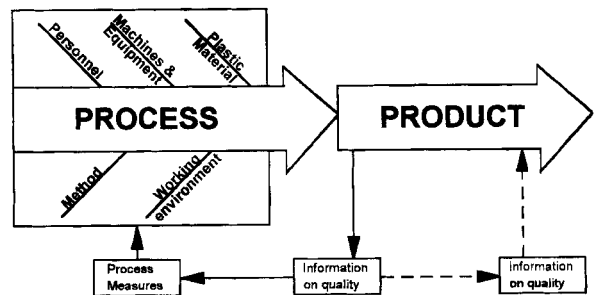 Personnel
Machines &
Equipment
Plastic
Material
PROCESS
PRODUCT
Method
Working
environment
Process
Measures
Information
on quality
Information
on quality